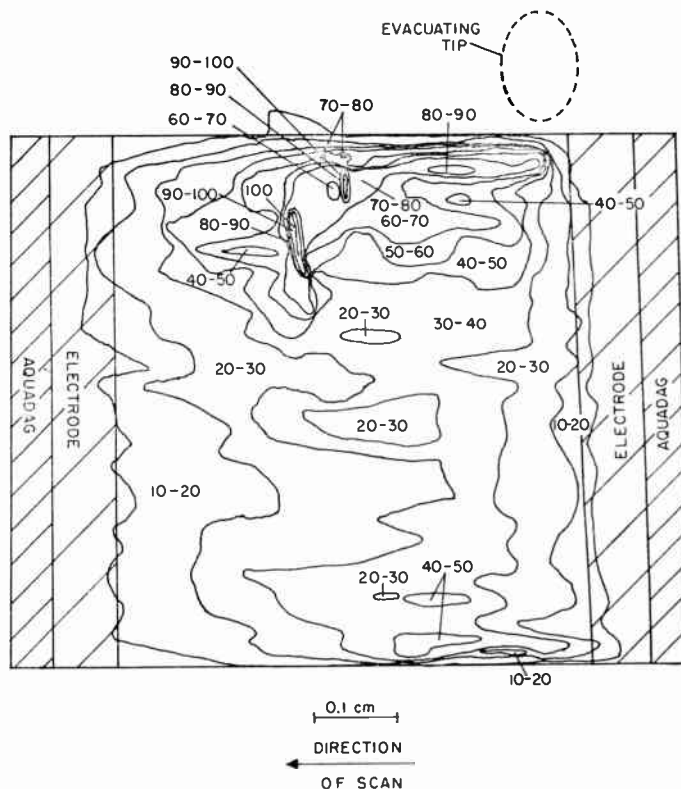 EVACUATING
TIP
90-100
80-90
60-70
70-80
80-90
90-100
100
80-90
70-80
60-70
40-50
50-60
40-50
40-50
20-30
30-40
20-30
20-30
20-30
10-20
10-20
AQUADAG
ELECTRODE
ELECTRODE
AQUADAG
20-30
40-50
10-20
0.1 cm
DIRECTION
OF SCAN